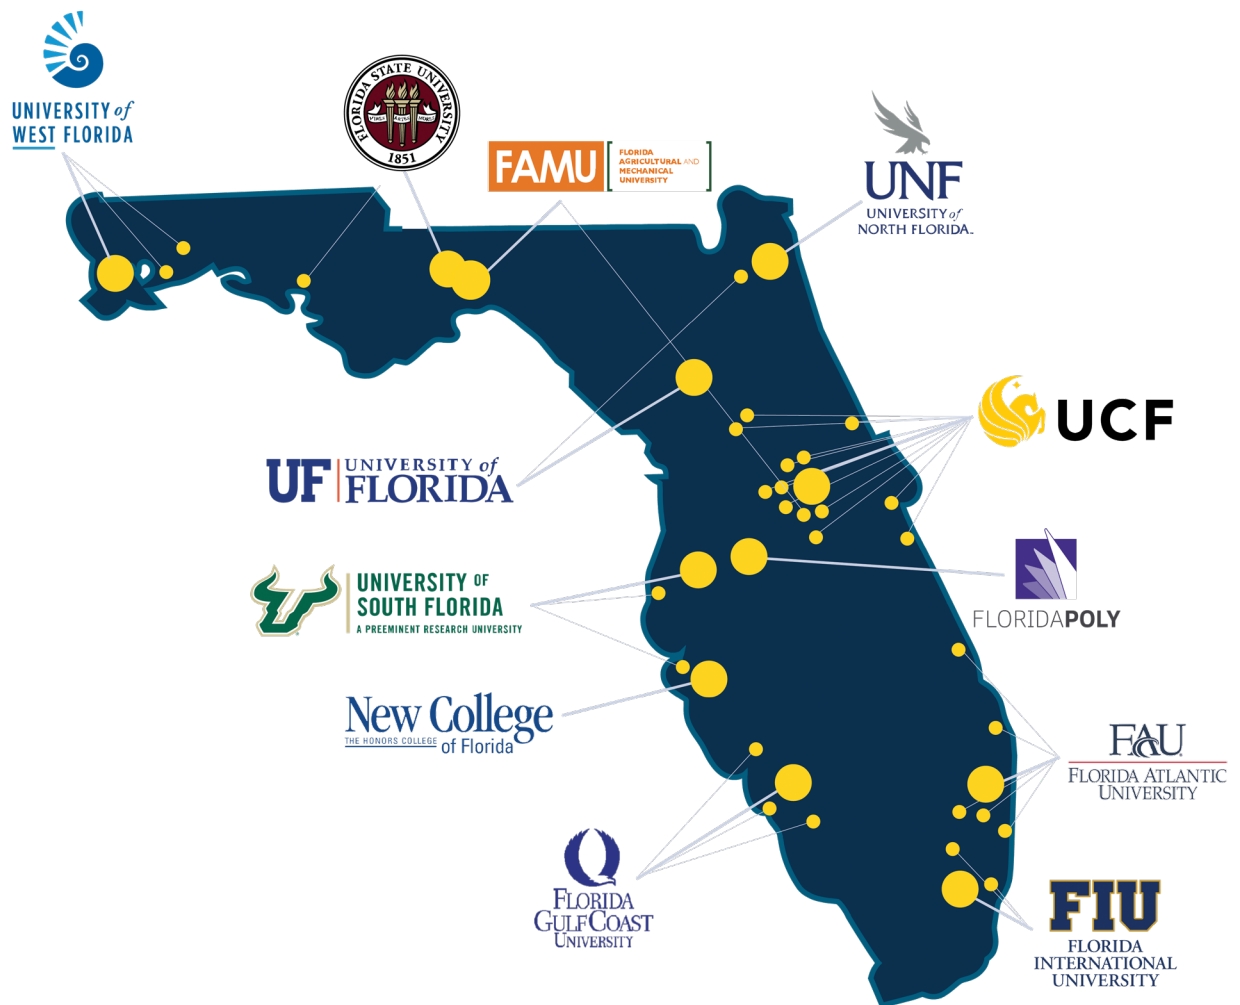 UNIVERSITY of
WEST FLORIDA
FLORIDA STATE UNIVERSITY
1851
FAMU
FLORIDA
AGRICULTURAL AND
MECHANICAL
UNIVERSITY
UNF
UNIVERSITY of
NORTH FLORIDA
UCF
UF
UNIVERSITY of
FLORIDA
FLORIDAPOLY
UNIVERSITY OF
SOUTH FLORIDA
A PREEMINENT RESEARCH UNIVERSITY
New College
THE HONORS COLLEGE of Florida
FAU
FLORIDA ATLANTIC
UNIVERSITY
FLORIDA
GULF COAST
UNIVERSITY
FIU
FLORIDA
INTERNATIONAL
UNIVERSITY